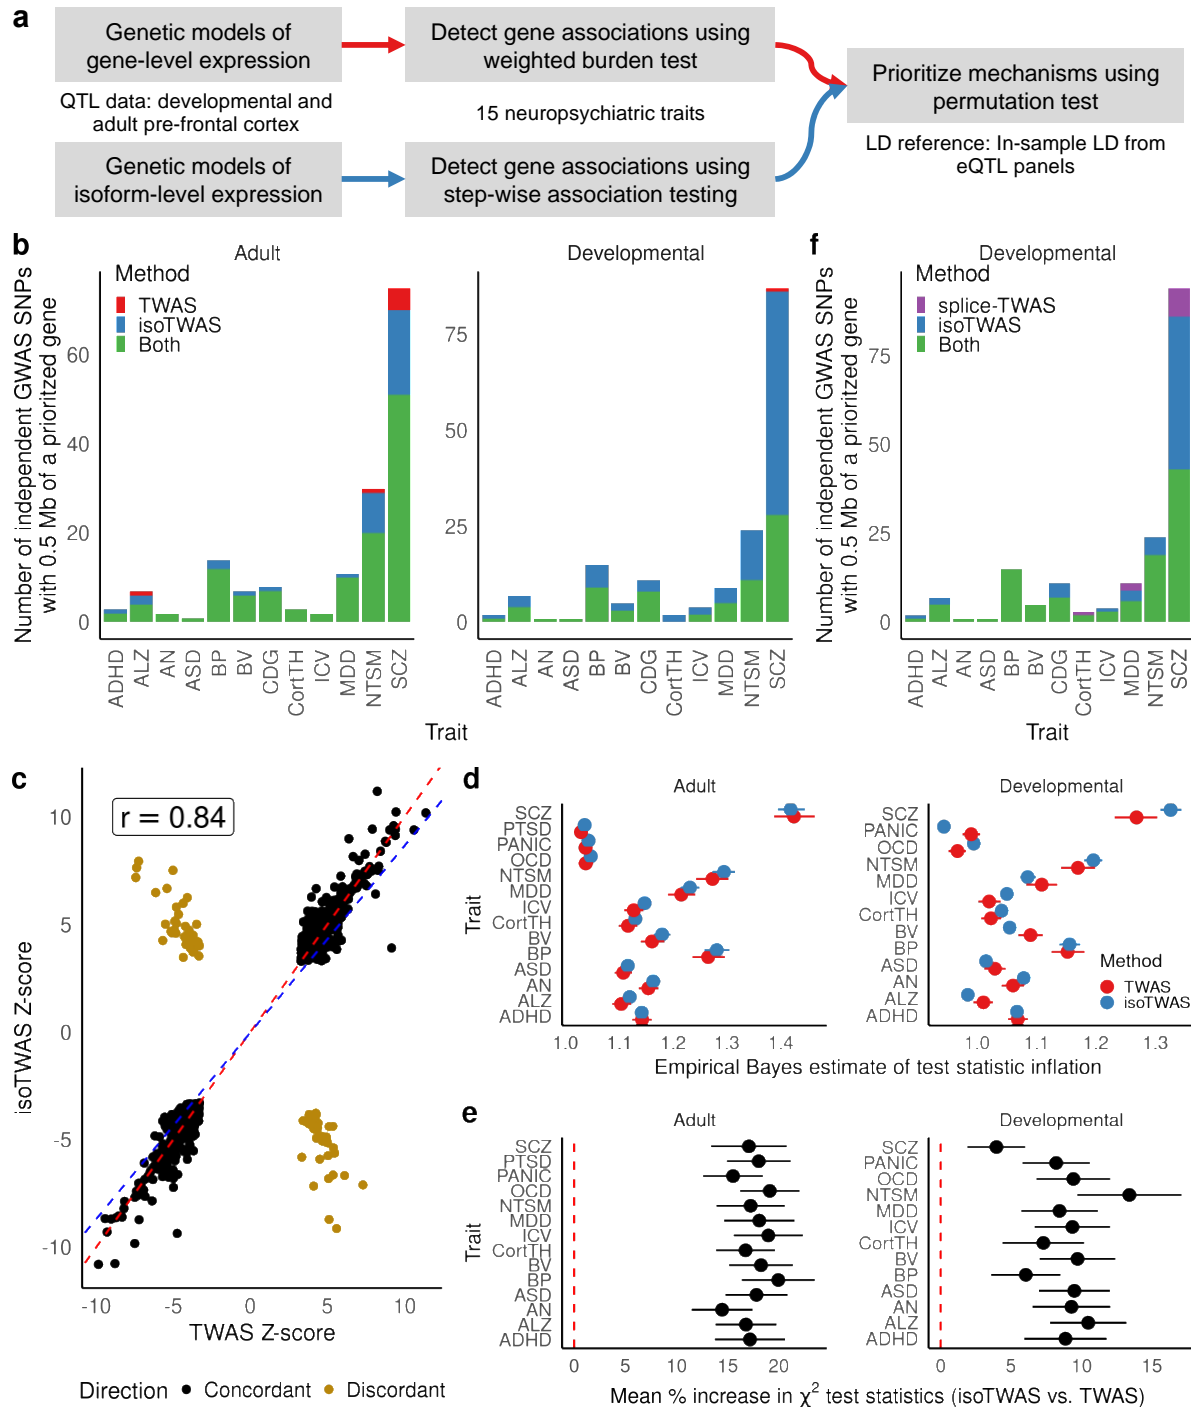 a
Genetic models of
gene-level expression
Detect gene associations using
weighted burden test
Prioritize mechanisms using
permutation test
QTL data: developmental and
adult pre-frontal cortex
15 neuropsychiatric traits
LD reference: In-sample LD from
eQTL panels
Genetic models of
isoform-level expression
Detect gene associations using
step-wise association testing
b
Adult
Developmental
Number of independent GWAS SNPs
with 0.5 Mb of a prioritzed gene
Method
TWAS
isoTWAS
Both
60
40
20
0
75
50
25
0
ADHD
ALZ
AN
ASD
BP
BV
CDG
CortTH
ICV
MDD
NTSM
SCZ
ADHD
ALZ
AN
ASD
BP
BV
CDG
CortTH
ICV
MDD
NTSM
SCZ
Trait
f
Developmental
Number of independent GWAS SNPs
with 0.5 Mb of a prioritized gene
Method
splice-TWAS
isoTWAS
Both
75
50
25
0
ADHD
ALZ
AN
ASD
BP
BV
CDG
CortTH
ICV
MDD
NTSM
SCZ
Trait
c
r = 0.84
isoTWAS Z-score
10
5
0
-5
-10
-10 -5 0 5 10
TWAS Z-score
Direction Concordant Discordant
d
Adult
Developmental
Trait
SCZ
PTSD
PANIC
OCD
NTSM
MDD
ICV
CortTH
BV
BP
ASD
AN
ALZ
ADHD
1.0 1.1 1.2 1.3 1.4
SCZ
PANIC
OCD
NTSM
MDD
ICV
CortTH
BV
BP
ASD
AN
ALZ
ADHD
1.0 1.1 1.2 1.3
Method
TWAS
isoTWAS
Empirical Bayes estimate of test statistic inflation
e
Adult
Developmental
Trait
SCZ
PTSD
PANIC
OCD
NTSM
MDD
ICV
CortTH
BV
BP
ASD
AN
ALZ
ADHD
0 5 10 15 20
SCZ
PANIC
OCD
NTSM
MDD
ICV
CortTH
BV
BP
ASD
AN
ALZ
ADHD
0 5 10 15
Mean % increase in χ² test statistics (isoTWAS vs. TWAS)